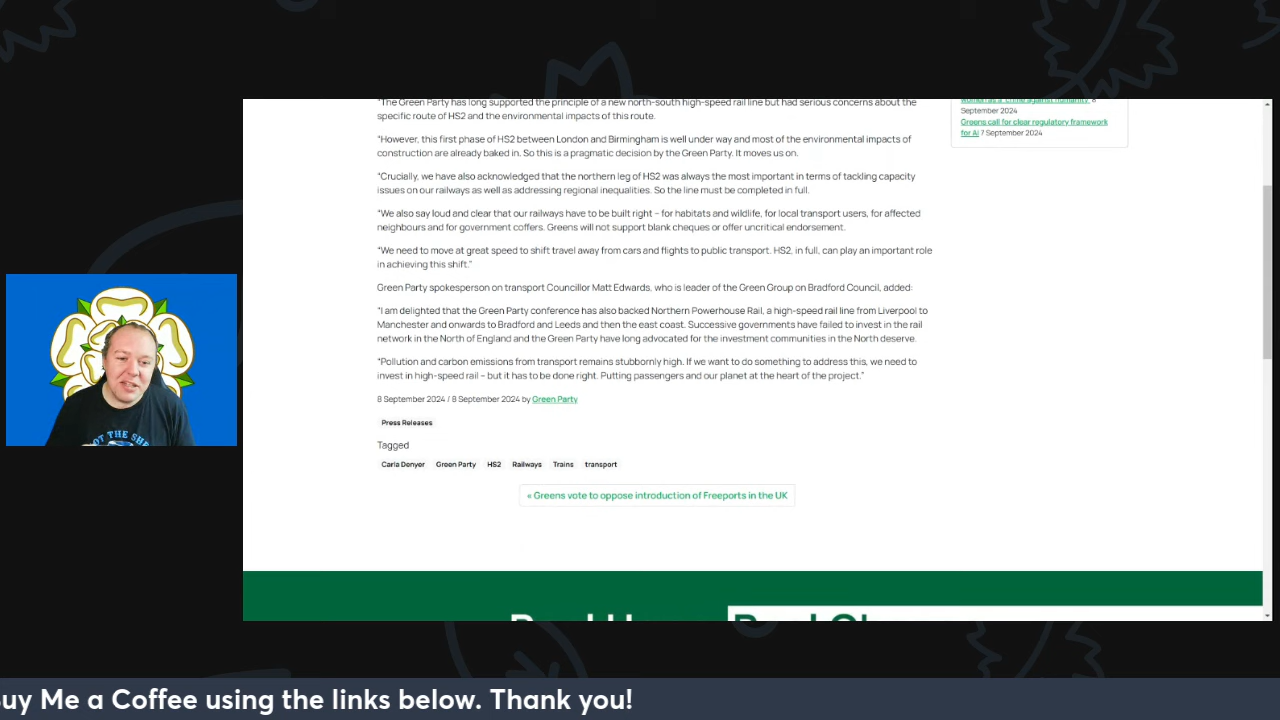 "The Green Party has long supported the principle of a new north-south high-speed rail line but had serious concerns about the
specific route of HS2 and the environmental impacts of this route.
"However, this first phase of HS2 between London and Birmingham is well under way and most of the environmental impacts of
construction are already baked in. So this is a pragmatic decision by the Green Party. It moves us on.
"Crucially, we have also acknowledged that the northern leg of HS2 was always the most important in terms of tackling capacity
issues on our railways as well as addressing regional inequalities. So the line must be completed in full.
"We also say loud and clear that our railways have to be built right – for habitats and wildlife, for local transport users, for affected
neighbours and for government coffers. Greens will not support blank cheques or offer uncritical endorsement.
"We need to move at great speed to shift travel away from cars and flights to public transport. HS2, in full, can play an important role
in achieving this shift."
Green Party spokesperson on transport Councillor Matt Edwards, who is leader of the Green Group on Bradford Council, added:
"I am delighted that the Green Party conference has also backed Northern Powerhouse Rail, a high-speed rail line from Liverpool to
Manchester and onwards to Bradford and Leeds and then the east coast. Successive governments have failed to invest in the rail
network in the North of England and the Green Party have long advocated for the investment communities in the North deserve.
"Pollution and carbon emissions from transport remains stubbornly high. If we want to do something to address this, we need to
invest in high-speed rail – but it has to be done right. Putting passengers and our planet at the heart of the project."
8 September 2024 / 8 September 2024 by Green Party
Press Releases
Tagged
Carla Denyer Green Party HS2 Railways Trains transport
« Greens vote to oppose introduction of Freeports in the UK
women as a 'crime against humanity' 8
September 2024
Greens call for clear regulatory framework
for AI 7 September 2024
OT THE SHE
uy Me a Coffee using the links below. Thank you!